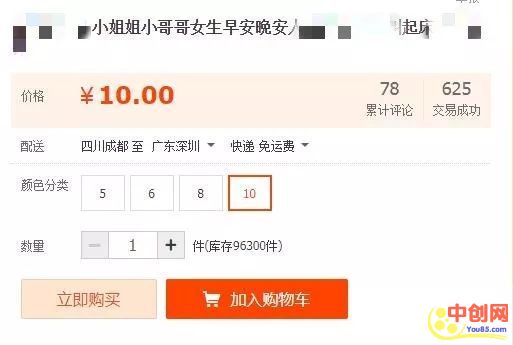 小姐姐小哥哥女生早安晚安
起床
价格 ¥10.00 78 625
累计评论 交易成功
配送 四川成都 至 广东深圳 快递 免运费
颜色分类 5 6 8 10
数量 − 1 + 件(库存96300件)
立即购买 加入购物车
中创网
You85.com